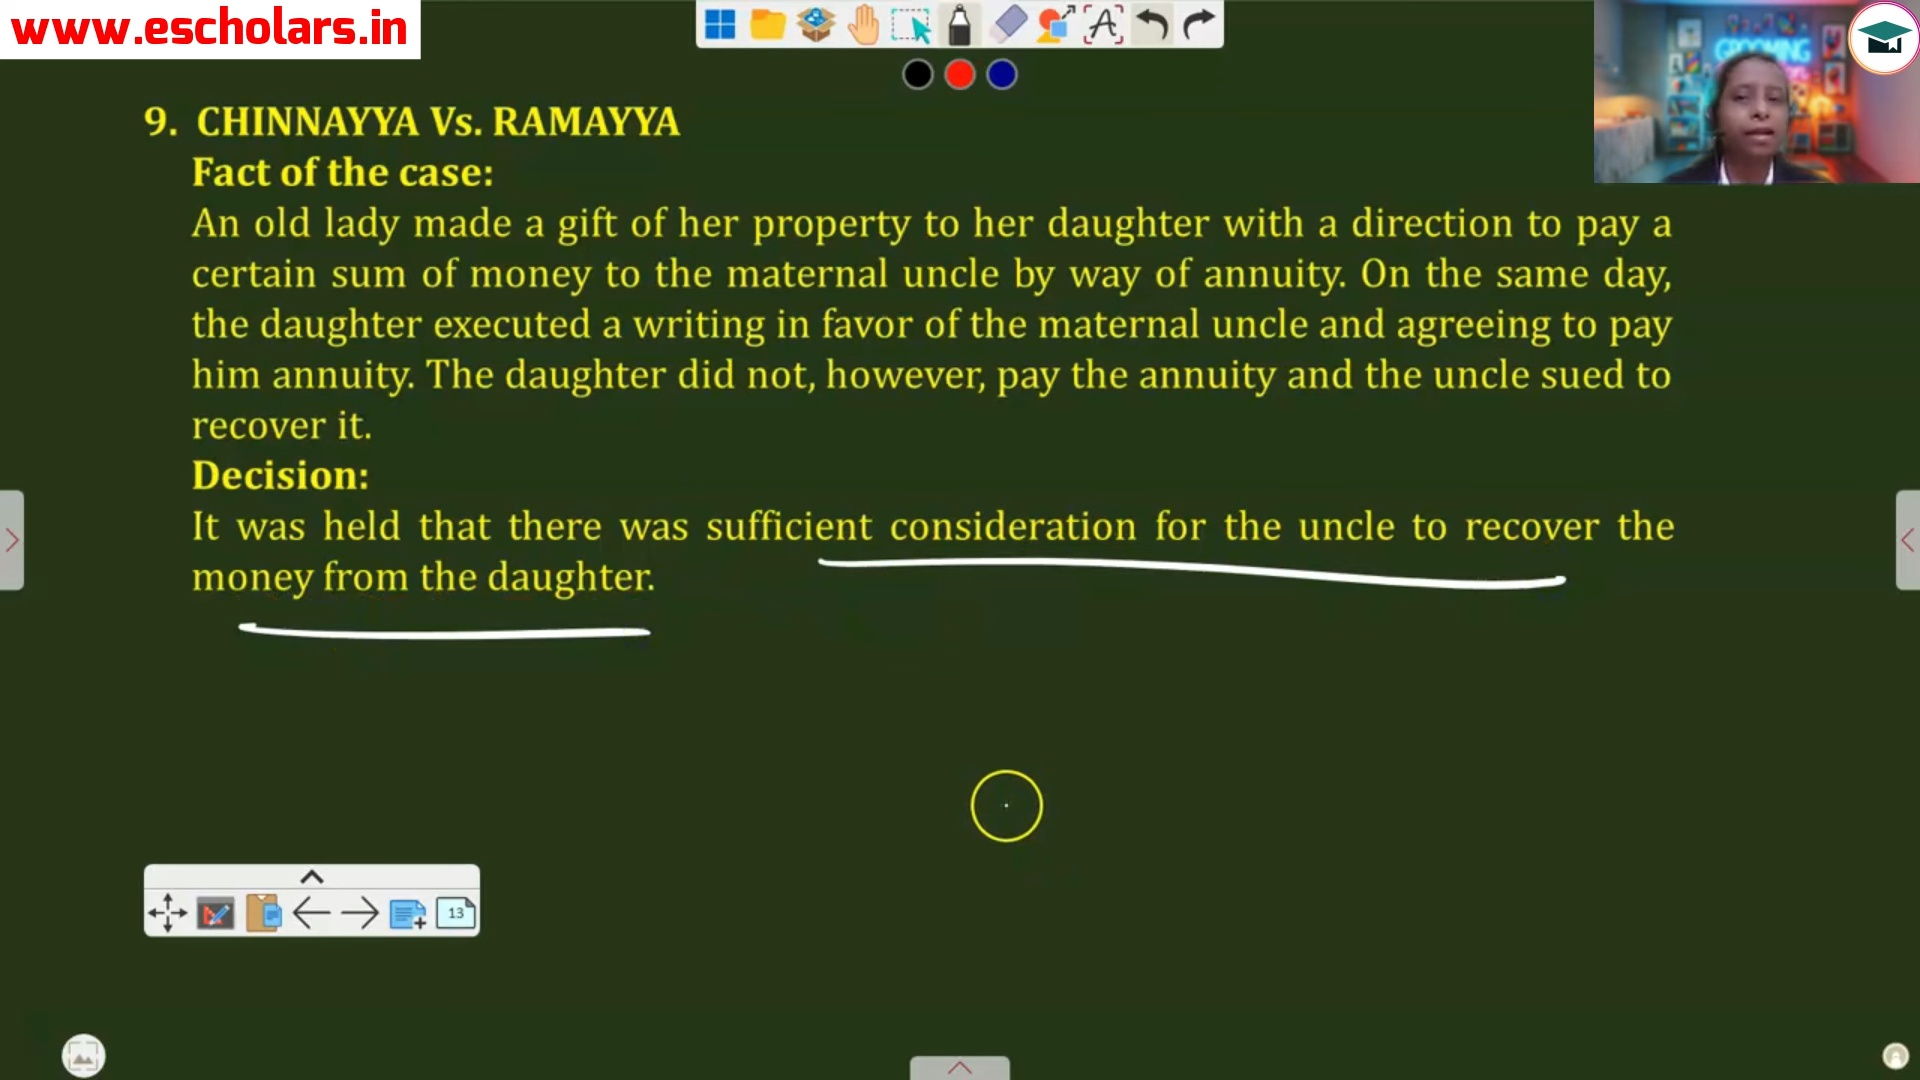 www.escholars.in
GROOMING
9. CHINNAYYA Vs. RAMAYYA
Fact of the case:
An old lady made a gift of her property to her daughter with a direction to pay a
certain sum of money to the maternal uncle by way of annuity. On the same day,
the daughter executed a writing in favor of the maternal uncle and agreeing to pay
him annuity. The daughter did not, however, pay the annuity and the uncle sued to
recover it.
Decision:
It was held that there was sufficient consideration for the uncle to recover the
money from the daughter.
13